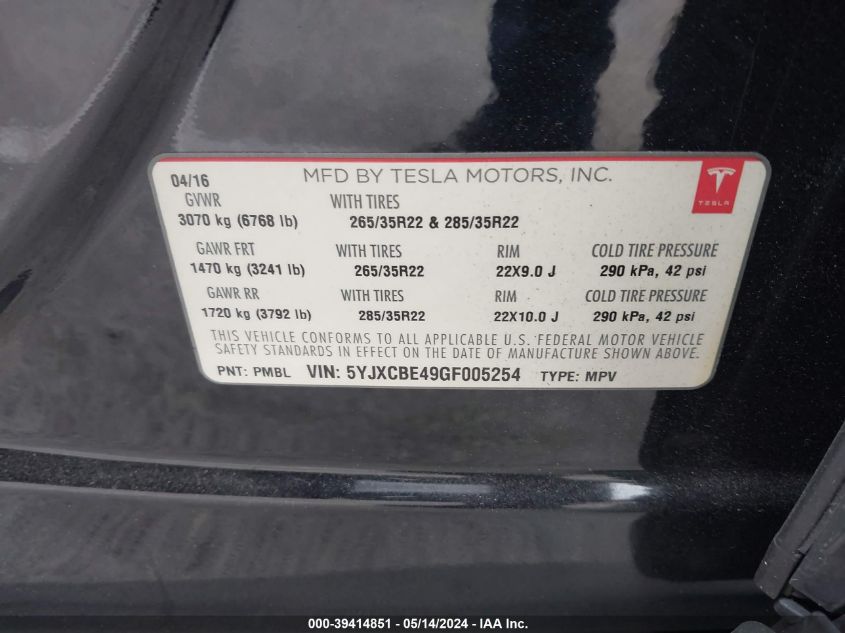 04/16 MFD BY TESLA MOTORS, INC.
TESLA
GVWR WITH TIRES
3070 kg (6768 lb) 265/35R22 & 285/35R22
GAWR FRT WITH TIRES RIM COLD TIRE PRESSURE
1470 kg (3241 lb) 265/35R22 22X9.0 J 290 kPa, 42 psi
GAWR RR WITH TIRES RIM COLD TIRE PRESSURE
1720 kg (3792 lb) 285/35R22 22X10.0 J 290 kPa, 42 psi
THIS VEHICLE CONFORMS TO ALL APPLICABLE U.S. FEDERAL MOTOR VEHICLE
SAFETY STANDARDS IN EFFECT ON THE DATE OF MANUFACTURE SHOWN ABOVE.
PNT: PMBL VIN: 5YJXCBE49GF005254 TYPE: MPV
000-39414851 - 05/14/2024 - IAA Inc.